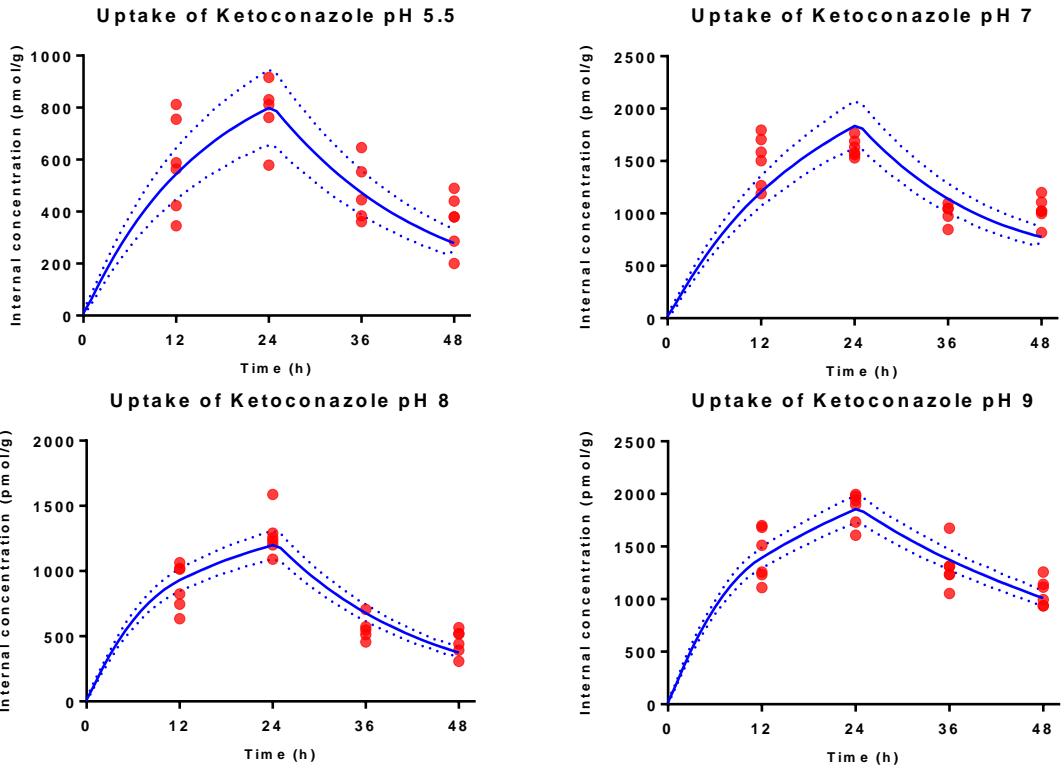 Uptake of Ketoconazole pH 5.5
Internal concentration (pmol/g)
1000
800
600
400
200
0
0 12 24 36 48
Time (h)
Uptake of Ketoconazole pH 7
Internal concentration (pmol/g)
2500
2000
1500
1000
500
0
0 12 24 36 48
Time (h)
Uptake of Ketoconazole pH 8
Internal concentration (pmol/g)
2000
1500
1000
500
0
0 12 24 36 48
Time (h)
Uptake of Ketoconazole pH 9
Internal concentration (pmol/g)
2500
2000
1500
1000
500
0
0 12 24 36 48
Time (h)